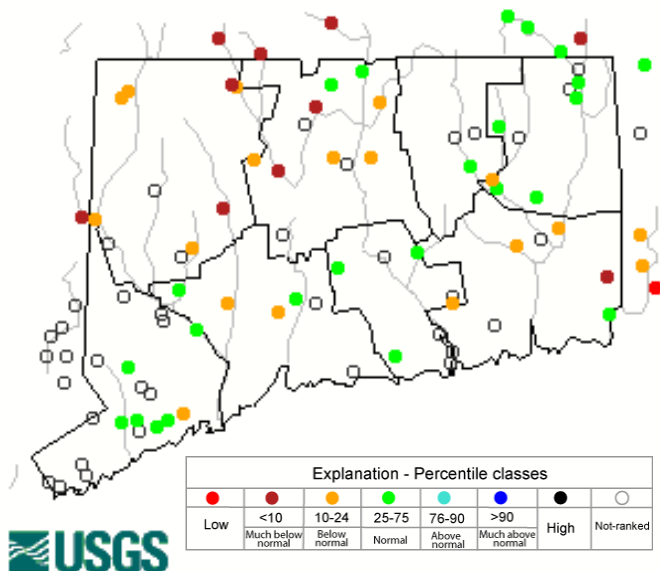 Explanation - Percentile classes
Low
<10
Much below normal
10-24
Below normal
25-75
Normal
76-90
Above normal
>90
Much above normal
High
Not-ranked
USGS